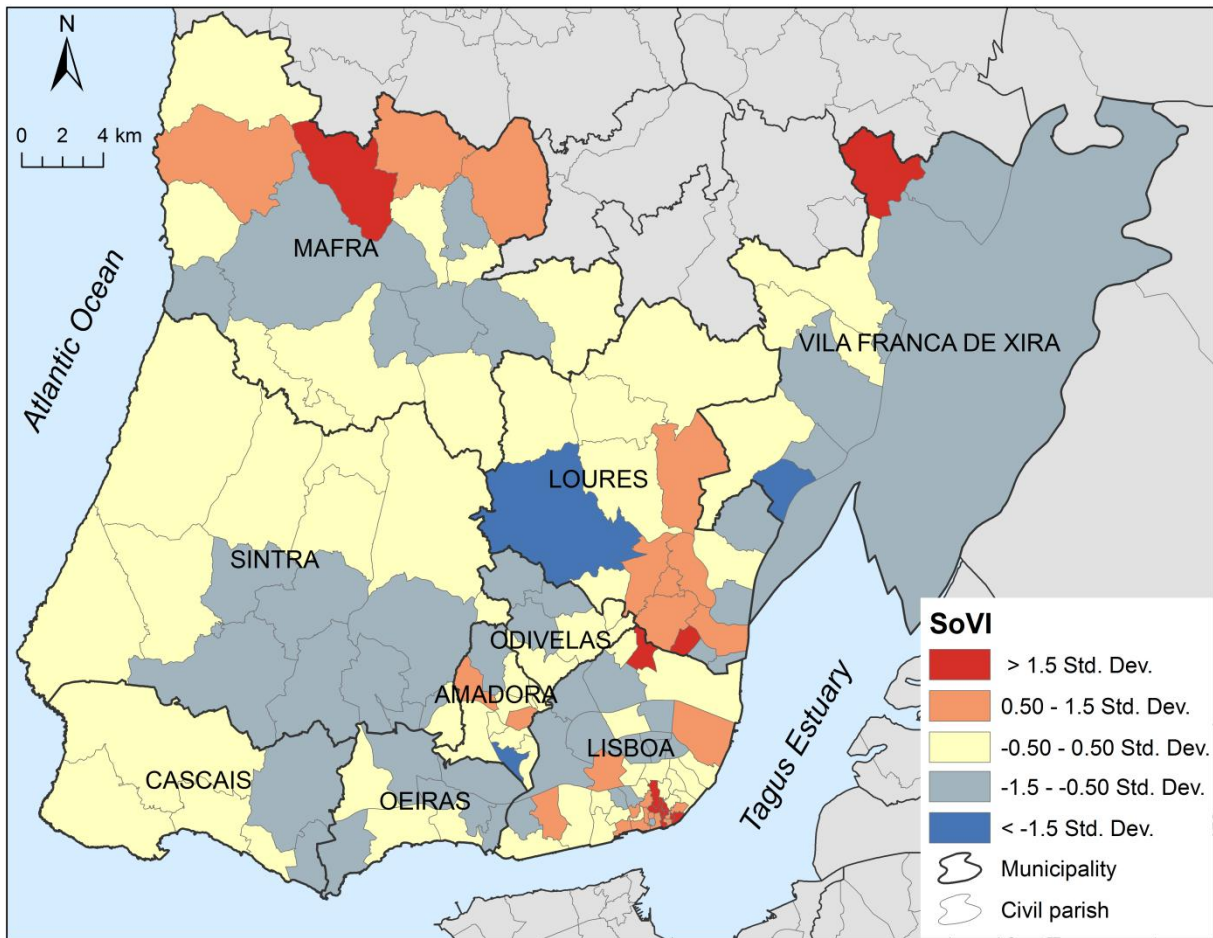 N
0 2 4 km
Atlantic Ocean
MAFRA
VILA FRANCA DE XIRA
LOURES
SINTRA
ODIVELAS
AMADORA
LISBOA
CASCAIS
OEIRAS
Tagus Estuary
SoVI
> 1.5 Std. Dev.
0.50 - 1.5 Std. Dev.
-0.50 - 0.50 Std. Dev.
-1.5 - -0.50 Std. Dev.
< -1.5 Std. Dev.
Municipality
Civil parish